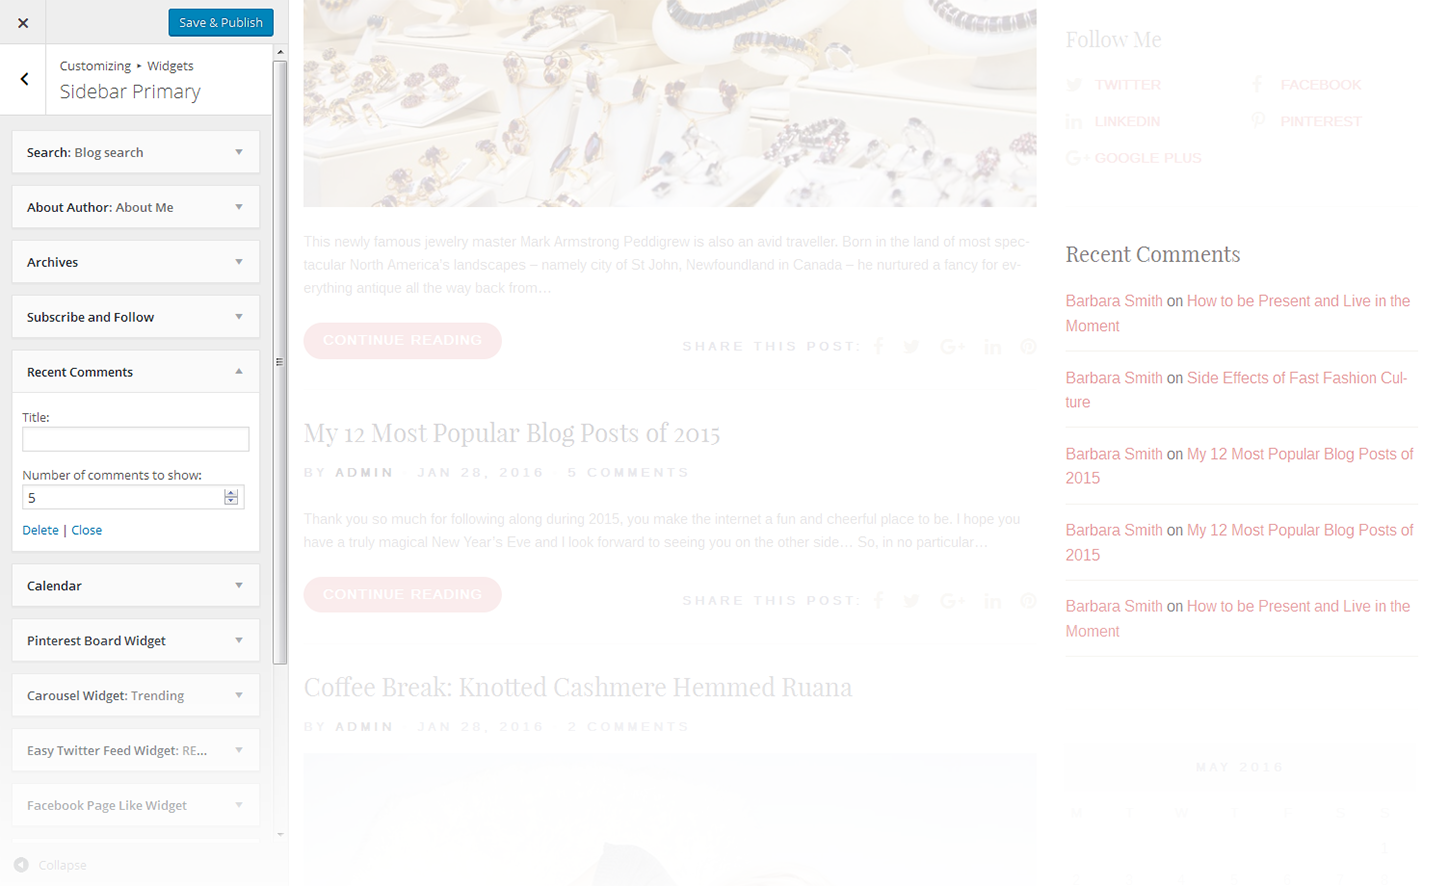 Save & Publish
Customizing ▸ Widgets
Sidebar Primary
Search: Blog search
About Author: About Me
Archives
Subscribe and Follow
Recent Comments
Title:
Number of comments to show:
5
Delete | Close
Calendar
Pinterest Board Widget
Carousel Widget: Trending
Easy Twitter Feed Widget: RE...
Facebook Page Like Widget
Collapse
This newly famous jewelry master Mark Armstrong Peddigrew is also an avid traveller. Born in the land of most spec-
tacular North America's landscapes – namely city of St John, Newfoundland in Canada – he nurtured a fancy for ev-
erything antique all the way back from…
CONTINUE READING
SHARE THIS POST:
My 12 Most Popular Blog Posts of 2015
BY ADMIN JAN 28, 2016 5 COMMENTS
Thank you so much for following along during 2015, you make the internet a fun and cheerful place to be. I hope you
have a truly magical New Year's Eve and I look forward to seeing you on the other side… So, in no particular…
CONTINUE READING
SHARE THIS POST:
Coffee Break: Knotted Cashmere Hemmed Ruana
BY ADMIN JAN 28, 2016 2 COMMENTS
Follow Me
TWITTER FACEBOOK
LINKEDIN PINTEREST
GOOGLE PLUS
Recent Comments
Barbara Smith on How to be Present and Live in the
Moment
Barbara Smith on Side Effects of Fast Fashion Cul-
ture
Barbara Smith on My 12 Most Popular Blog Posts of
2015
Barbara Smith on My 12 Most Popular Blog Posts of
2015
Barbara Smith on How to be Present and Live in the
Moment
MAY 2016
M T W T F S S
1